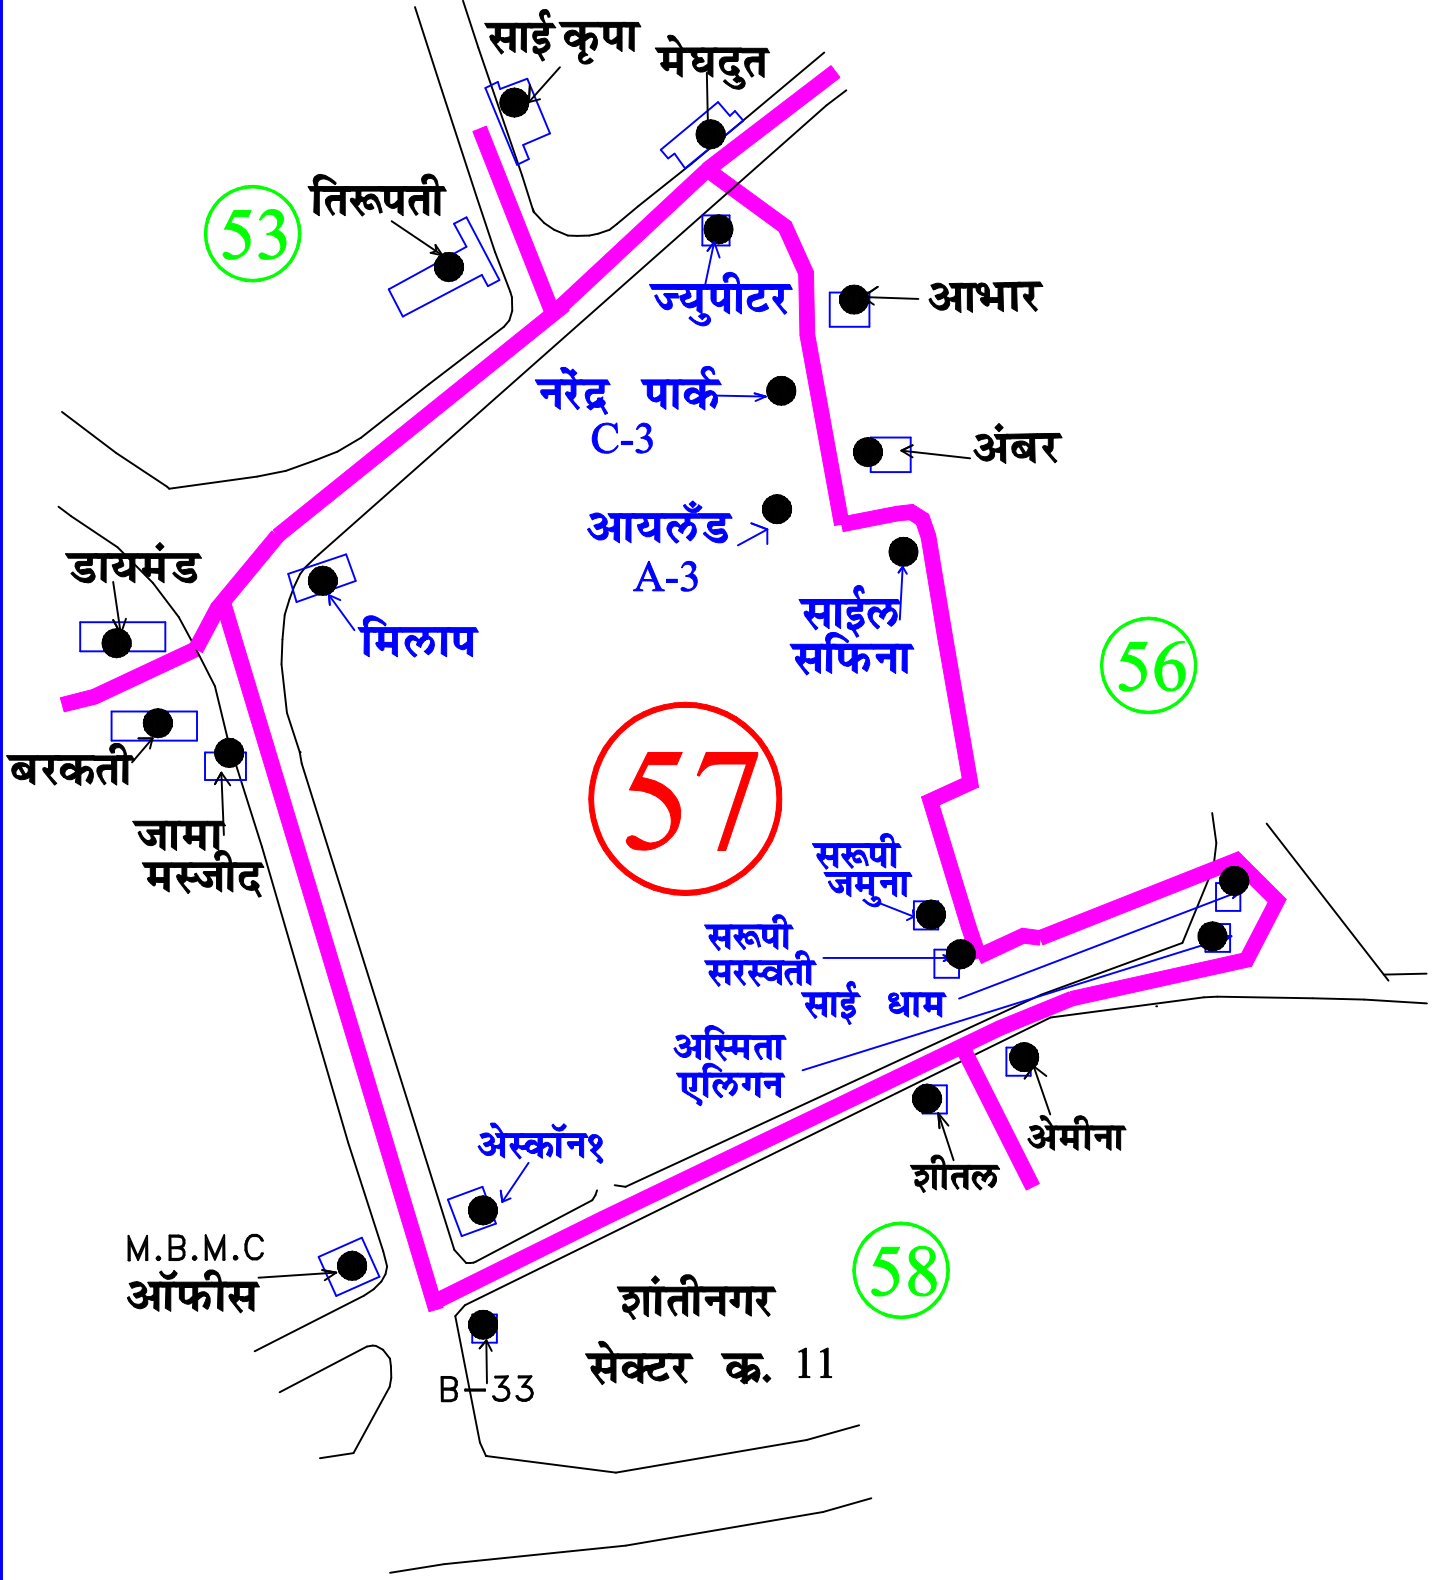 साई कृपा
मेघदुत
तिरूपती
53
ज्युपीटर
आभार
नरेंद्र पार्क
C-3
अंबर
आयलँड
A-3
डायमंड
मिलाप
साईल
सफिना
56
57
बरकती
जामा
मस्जीद
सरूपी
जमुना
सरूपी
सरस्वती
साई धाम
अस्मिता
एलिगन
अेमीना
शीतल
अेस्कॉन१
M.B.M.C
ऑफीस
58
शांतीनगर
सेक्टर क्र. 11
B-33